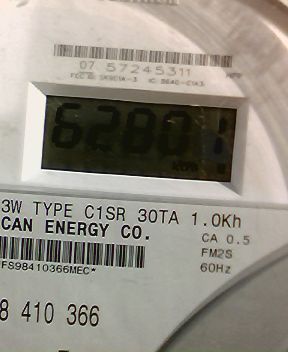 07 57245311
62801
3W TYPE C1SR 30TA 1.0Kh
CAN ENERGY CO.
CA 0.5
FM2S
60Hz
FS98410366MEC*
8 410 366